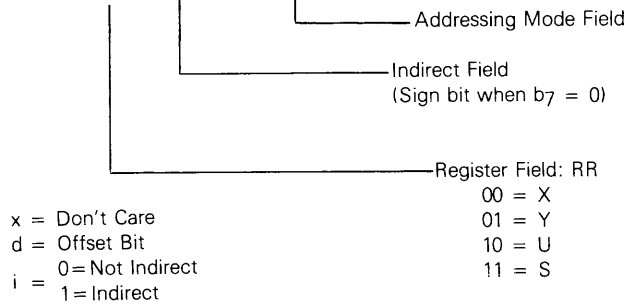 Addressing Mode Field
Indirect Field
(Sign bit when b7 = 0)
Register Field: RR
00 = X
01 = Y
10 = U
11 = S
x = Don't Care
d = Offset Bit
i = 0=Not Indirect
1=Indirect